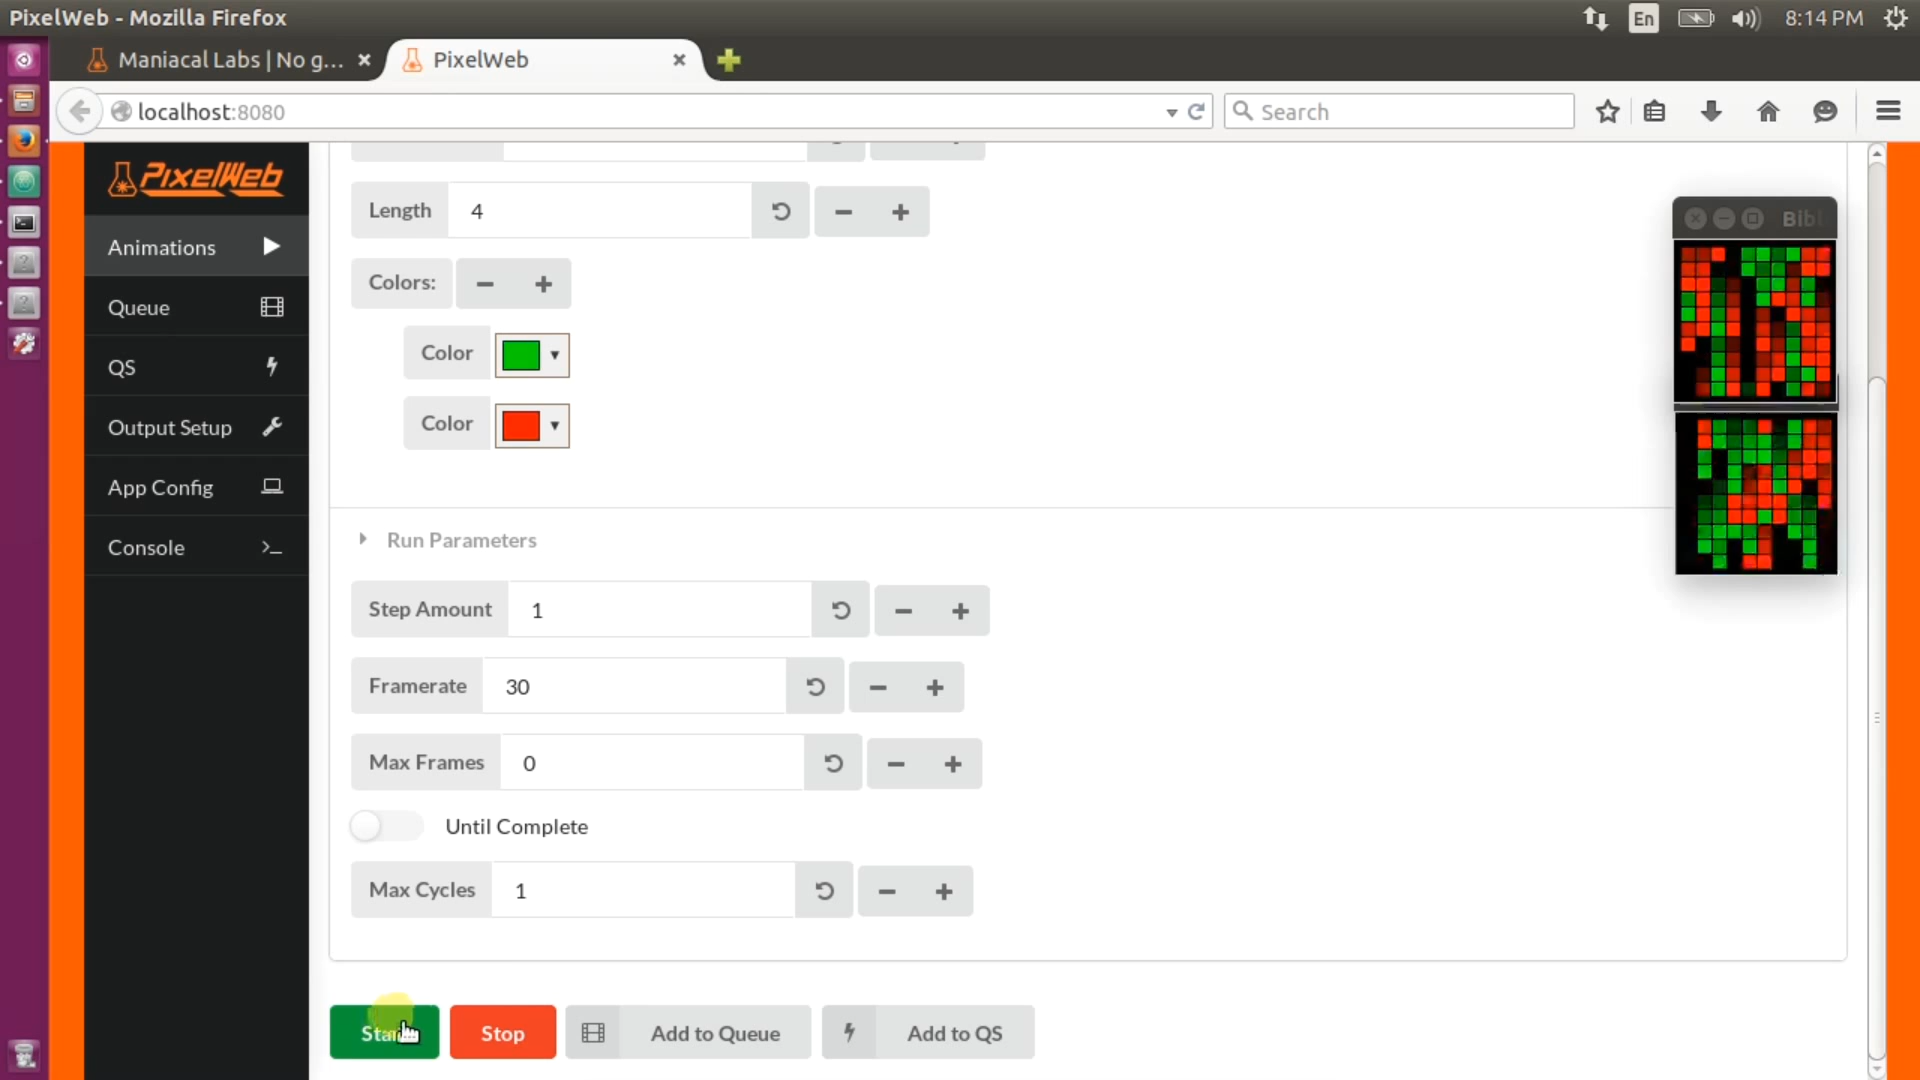 PixelWeb - Mozilla Firefox
En
8:14 PM
Maniacal Labs | No g...
PixelWeb
localhost:8080
Search
PixelWeb
Animations
Queue
QS
Output Setup
App Config
Console
Length 4
Colors:
Color
Color
Run Parameters
Step Amount 1
Framerate 30
Max Frames 0
Until Complete
Max Cycles 1
Stop
Add to Queue
Add to QS